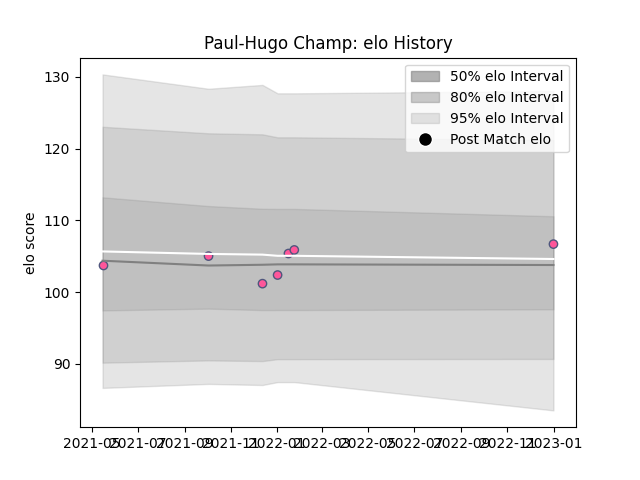 Paul-Hugo Champ: elo History
50% elo Interval
80% elo Interval
95% elo Interval
Post Match elo
elo score
130
120
110
100
90
2021-05 2021-07 2021-09 2021-11 2022-01 2022-03 2022-05 2022-07 2022-09 2022-11 2023-01